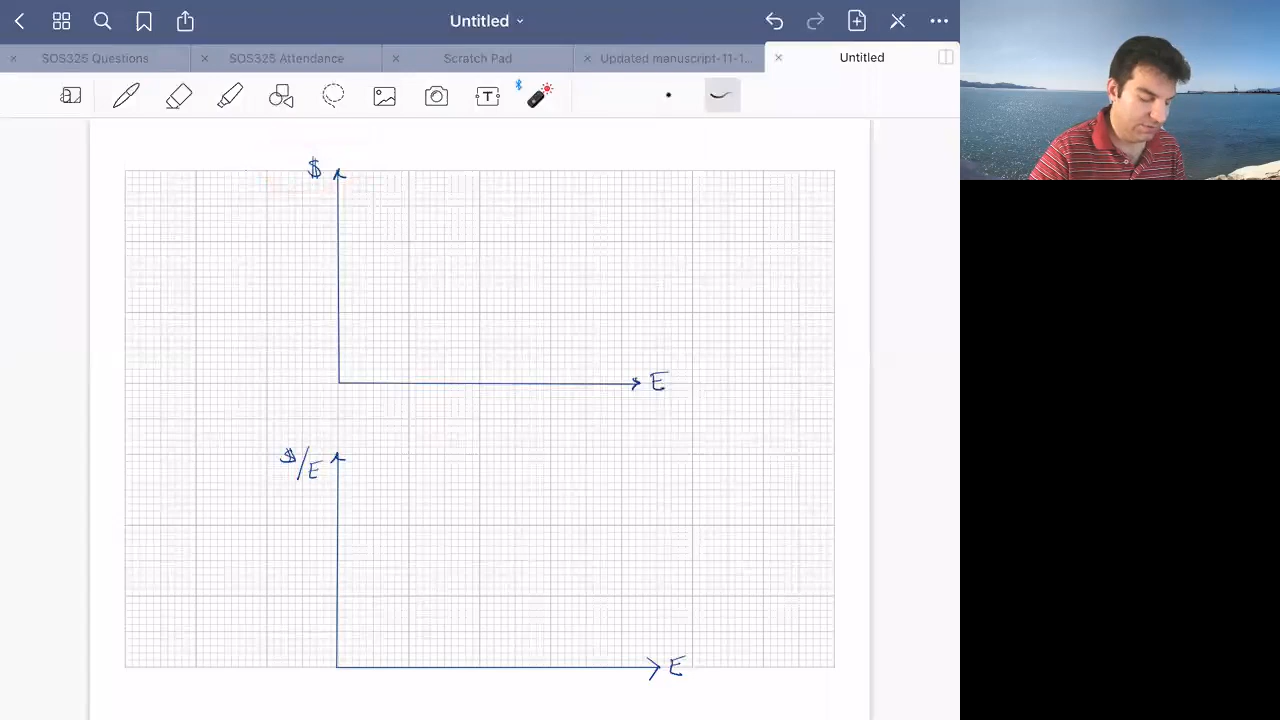 Untitled
SOS325 Questions
SOS325 Attendance
Scratch Pad
Updated manuscript-11-1...
Untitled
T
$
E
$/E
E